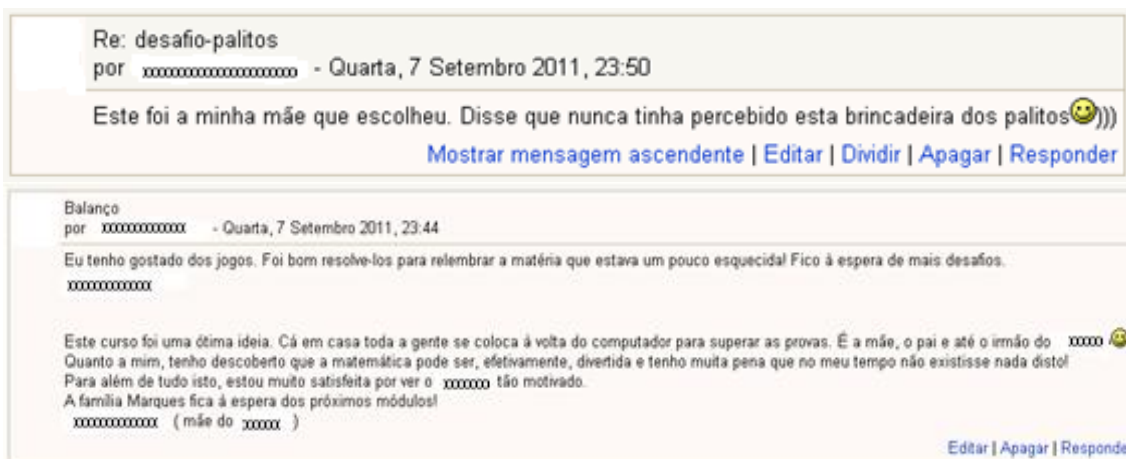 Re: desafio-palitos
por xxxxxxxxxxxxxxxxxxxxx - Quarta, 7 Setembro 2011, 23:50
Este foi a minha mãe que escolheu. Disse que nunca tinha percebido esta brincadeira dos palitos)))
Mostrar mensagem ascendente | Editar | Dividir | Apagar | Responder
Balanço
por xxxxxxxxxxxxx - Quarta, 7 Setembro 2011, 23:44
Eu tenho gostado dos jogos. Foi bom resolve-los para relembrar a matéria que estava um pouco esquecida! Fico à espera de mais desafios.
xxxxxxxxxxxxx
Este curso foi uma ótima ideia. Cá em casa toda a gente se coloca à volta do computador para superar as provas. É a mãe, o pai e até o irmão do xxxxx
Quanto a mim, tenho descoberto que a matemática pode ser, efetivamente, divertida e tenho muita pena que no meu tempo não existisse nada disto!
Para além de tudo isto, estou muito satisfeita por ver o xxxxxxx tão motivado.
A família Marques fica à espera dos próximos módulos!
xxxxxxxxxxxxx ( mãe do xxxxxx )
Editar | Apagar | Responde